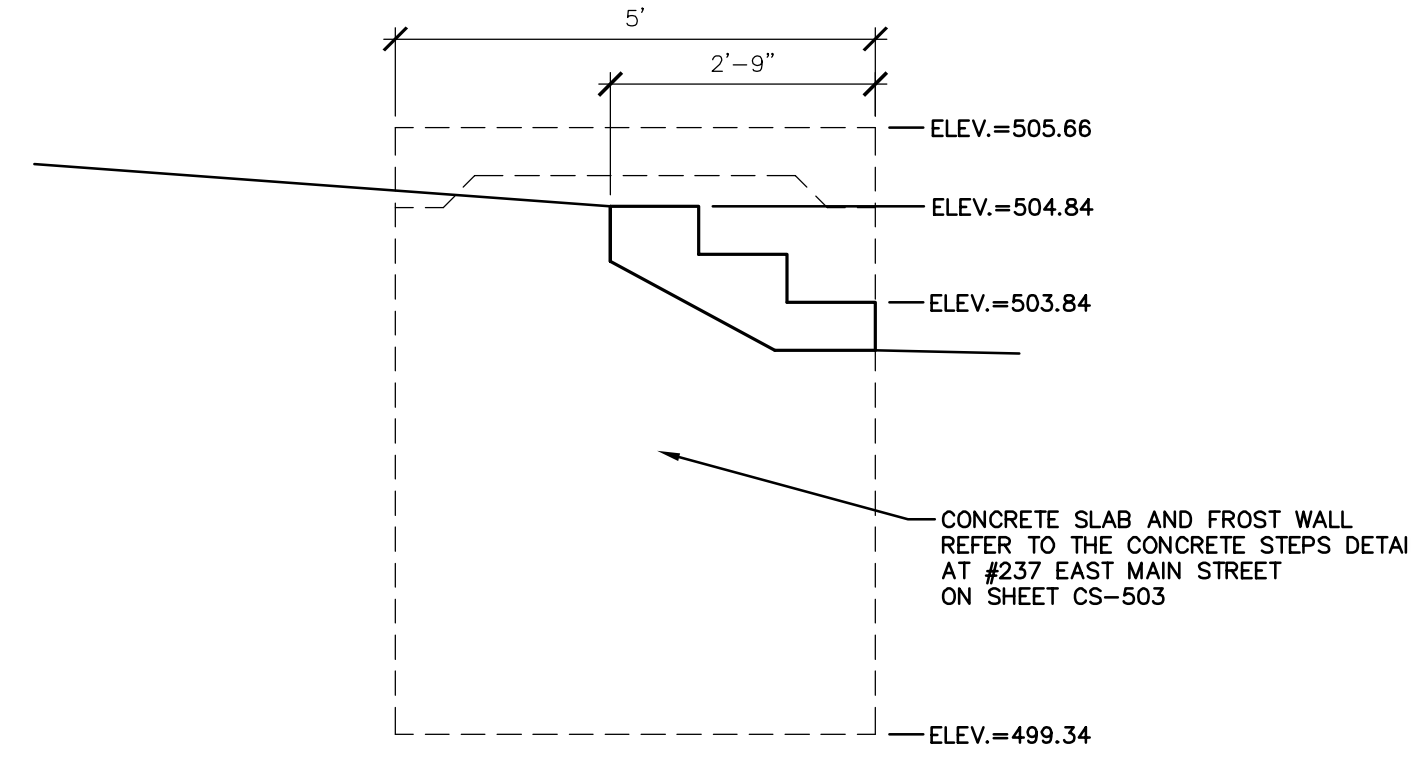 5'
2'-9"
ELEV.=505.66
ELEV.=504.84
ELEV.=503.84
CONCRETE SLAB AND FROST WALL
REFER TO THE CONCRETE STEPS DETAI
AT #237 EAST MAIN STREET
ON SHEET CS-503
ELEV.=499.34